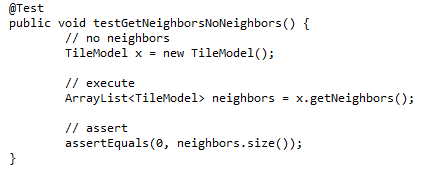 @Test
public void testGetNeighborsNoNeighbors() {
// no neighbors
TileModel x = new TileModel();
// execute
ArrayList<TileModel> neighbors = x.getNeighbors();
// assert
assertEquals(0, neighbors.size());
}